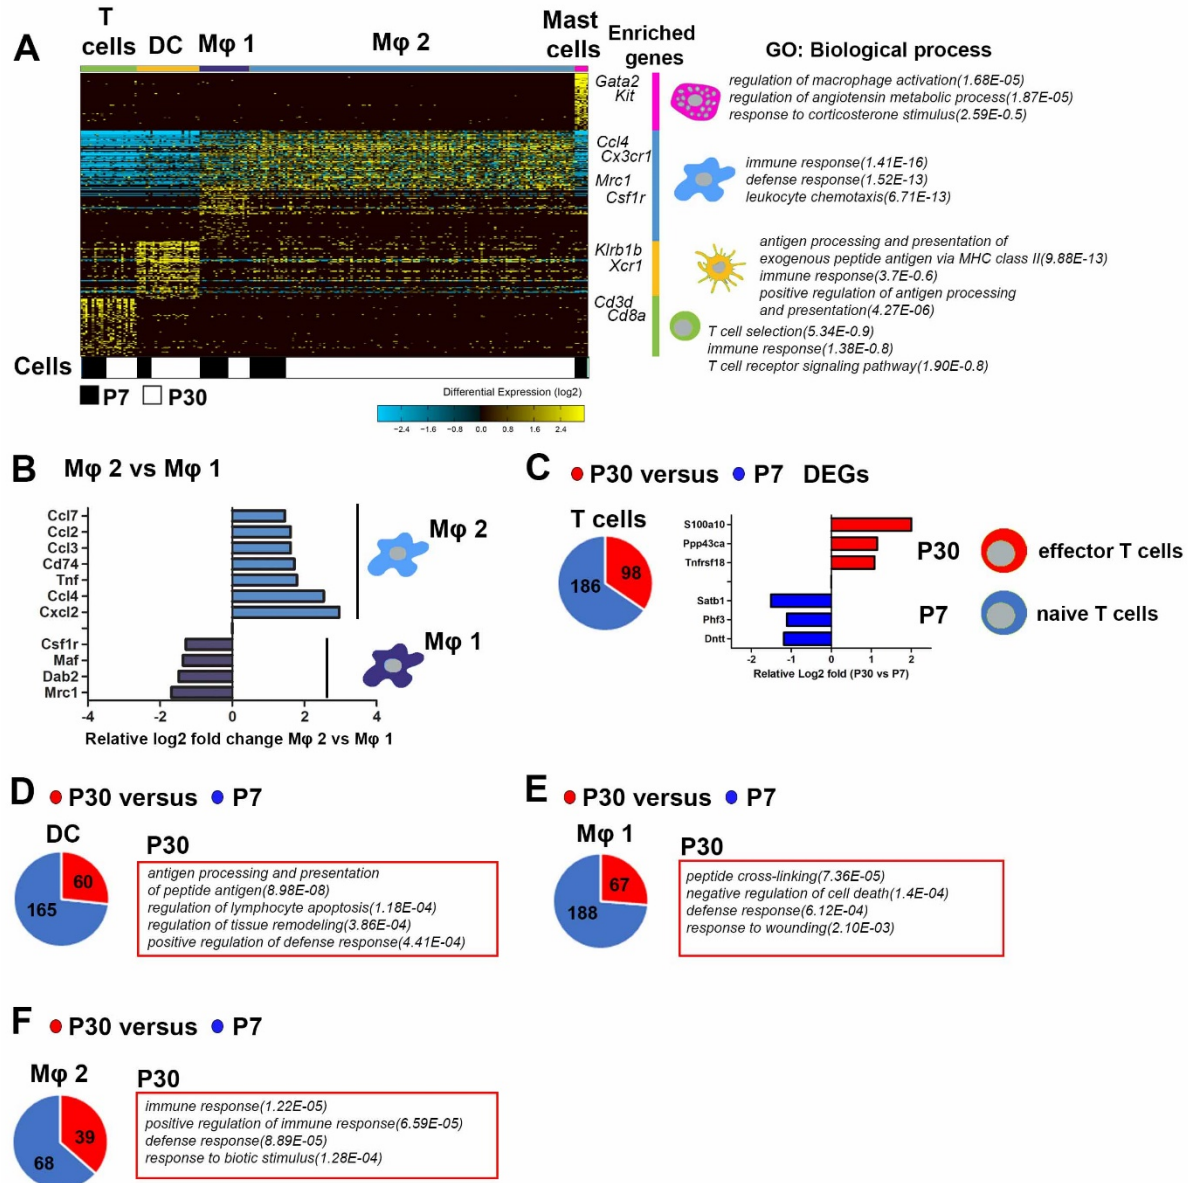 A
T
cells
DC
Mφ 1
Mφ 2
Mast
cells
Enriched
genes
GO: Biological process
Gata2
Kit
regulation of macrophage activation(1.68E-05)
regulation of angiotensin metabolic process(1.87E-05)
response to corticosterone stimulus(2.59E-0.5)
Ccl4
Cx3cr1
Mrc1
Csf1r
immune response(1.41E-16)
defense response(1.52E-13)
leukocyte chemotaxis(6.71E-13)
Klrb1b
Xcr1
antigen processing and presentation of
exogenous peptide antigen via MHC class II(9.88E-13)
immune response(3.7E-0.6)
positive regulation of antigen processing
and presentation(4.27E-06)
Cd3d
Cd8a
T cell selection(5.34E-0.9)
immune response(1.38E-0.8)
T cell receptor signaling pathway(1.90E-0.8)
Cells
P7 P30
Differential Expression (log2)
−2.4 −1.6 −0.8 0.0 0.8 1.6 2.4
B Mφ 2 vs Mφ 1
Ccl7
Ccl2
Ccl3
Cd74
Tnf
Ccl4
Cxcl2
Mφ 2
Csf1r
Maf
Dab2
Mrc1
Mφ 1
-4 -2 0 2 4
Relative log2 fold change Mφ 2 vs Mφ 1
C P30 versus P7 DEGs
T cells
186 98
S100a10
Ppp43ca
Tnfrsf18
Satb1
Phf3
Dntt
-2 -1 0 1 2
Relative Log2 fold (P30 vs P7)
P30 effector T cells
P7 naive T cells
D P30 versus P7
DC
60
165
P30
antigen processing and presentation
of peptide antigen(8.98E-08)
regulation of lymphocyte apoptosis(1.18E-04)
regulation of tissue remodeling(3.86E-04)
positive regulation of defense response(4.41E-04)
E P30 versus P7
Mφ 1
67
188
P30
peptide cross-linking(7.36E-05)
negative regulation of cell death(1.4E-04)
defense response(6.12E-04)
response to wounding(2.10E-03)
F P30 versus P7
Mφ 2
39
68
P30
immune response(1.22E-05)
positive regulation of immune response(6.59E-05)
defense response(8.89E-05)
response to biotic stimulus(1.28E-04)